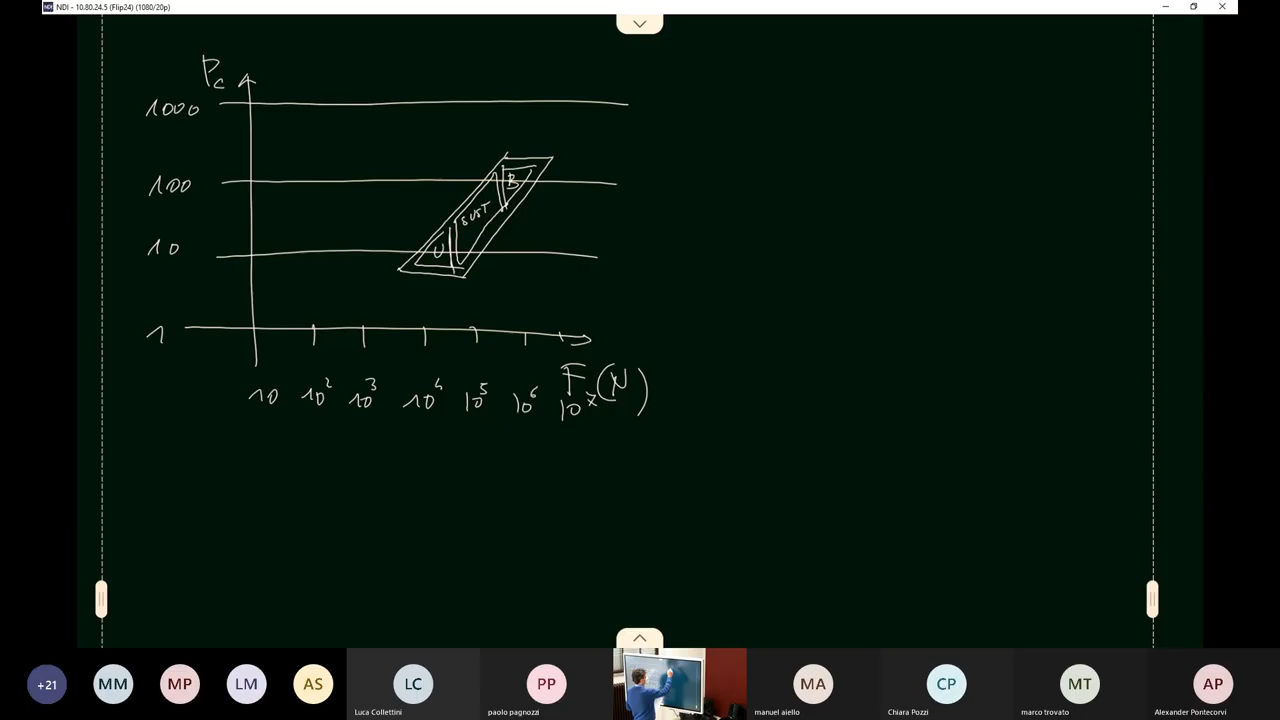 NDI - 10.80.24.5 (Flip24) (1080/20p)
Pc
1000
100
10
1
B
SUST
U
10 10² 10³ 10⁴ 10⁵ 10⁶ 10ˣ
F (N)
+21 MM MP LM AS LC PP MA CP MT AP
Luca Collettini paolo pagnozzi manuel aiello Chiara Pozzi marco trovato Alexander Pontecorvi